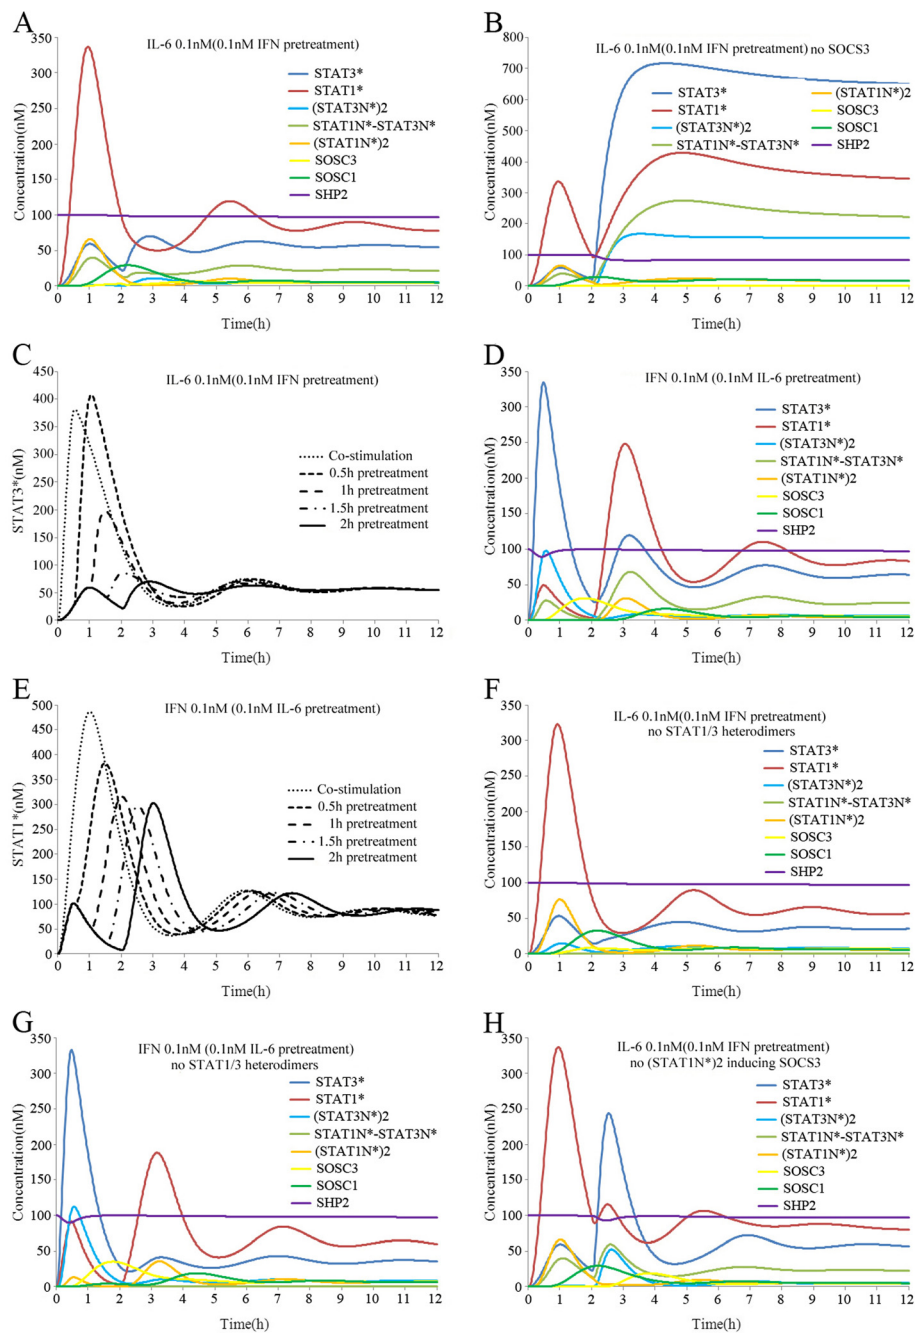 A
IL-6 0.1nM(0.1nM IFN pretreatment)
Concentration(nM)
350
300
250
200
150
100
50
0
STAT3*
STAT1*
(STAT3N*)2
STAT1N*-STAT3N*
(STAT1N*)2
SOSC3
SOSC1
SHP2
0 1 2 3 4 5 6 7 8 9 10 11 12
Time(h)
B
IL-6 0.1nM(0.1nM IFN pretreatment) no SOCS3
Concentration(nM)
800
700
600
500
400
300
200
100
0
STAT3* (STAT1N*)2
STAT1* SOSC3
(STAT3N*)2 SOSC1
STAT1N*-STAT3N* SHP2
0 1 2 3 4 5 6 7 8 9 10 11 12
Time(h)
C
IL-6 0.1nM(0.1nM IFN pretreatment)
STAT3*(nM)
450
400
350
300
250
200
150
100
50
0
Co-stimulation
0.5h pretreatment
1h pretreatment
1.5h pretreatment
2h pretreatment
0 1 2 3 4 5 6 7 8 9 10 11 12
Time(h)
D
IFN 0.1nM (0.1nM IL-6 pretreatment)
Concentration(nM)
350
300
250
200
150
100
50
0
STAT3*
STAT1*
(STAT3N*)2
STAT1N*-STAT3N*
(STAT1N*)2
SOSC3
SOSC1
SHP2
0 1 2 3 4 5 6 7 8 9 10 11 12
Time(h)
E
IFN 0.1nM (0.1nM IL-6 pretreatment)
STAT1*(nM)
500
450
400
350
300
250
200
150
100
50
0
Co-stimulation
0.5h pretreatment
1h pretreatment
1.5h pretreatment
2h pretreatment
0 1 2 3 4 5 6 7 8 9 10 11 12
Time(h)
F
IL-6 0.1nM(0.1nM IFN pretreatment)
no STAT1/3 heterodimers
Concentration(nM)
350
300
250
200
150
100
50
0
STAT3*
STAT1*
(STAT3N*)2
STAT1N*-STAT3N*
(STAT1N*)2
SOSC3
SOSC1
SHP2
0 1 2 3 4 5 6 7 8 9 10 11 12
Time(h)
G
IFN 0.1nM (0.1nM IL-6 pretreatment)
no STAT1/3 heterodimers
Concentration(nM)
350
300
250
200
150
100
50
0
STAT3*
STAT1*
(STAT3N*)2
STAT1N*-STAT3N*
(STAT1N*)2
SOSC3
SOSC1
SHP2
0 1 2 3 4 5 6 7 8 9 10 11 12
Time(h)
H
IL-6 0.1nM(0.1nM IFN pretreatment)
no (STAT1N*)2 inducing SOCS3
Concentration(nM)
350
300
250
200
150
100
50
0
STAT3*
STAT1*
(STAT3N*)2
STAT1N*-STAT3N*
(STAT1N*)2
SOSC3
SOSC1
SHP2
0 1 2 3 4 5 6 7 8 9 10 11 12
Time(h)